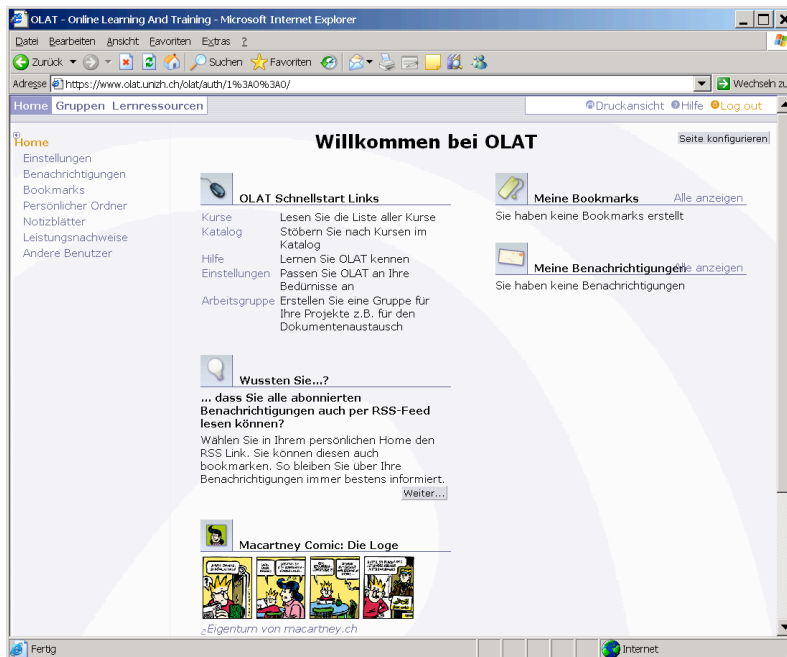 OLAT - Online Learning And Training - Microsoft Internet Explorer
Datei Bearbeiten Ansicht Favoriten Extras ?
Zurück Suchen Favoriten
Adresse https://www.olat.unizh.ch/olat/auth/1%3A0%3A0/ Wechseln zu
Home Gruppen Lernressourcen Druckansicht Hilfe Log out
Home
Einstellungen
Benachrichtigungen
Bookmarks
Persönlicher Ordner
Notizblätter
Leistungsnachweise
Andere Benutzer
Willkommen bei OLAT
Seite konfigurieren
OLAT Schnellstart Links
Kurse Lesen Sie die Liste aller Kurse
Katalog Stöbern Sie nach Kursen im
Katalog
Hilfe Lernen Sie OLAT kennen
Einstellungen Passen Sie OLAT an Ihre
Bedürnisse an
Arbeitsgruppe Erstellen Sie eine Gruppe für
Ihre Projekte z.B. für den
Dokumentenaustausch
Wussten Sie...?
... dass Sie alle abonnierten
Benachrichtigungen auch per RSS-Feed
lesen können?
Wählen Sie in Ihrem persönlichen Home den
RSS Link. Sie können diesen auch
bookmarken. So bleiben Sie über Ihre
Benachrichtigungen immer bestens informiert.
Weiter...
Macartney Comic: Die Loge
Eigentum von macartney.ch
Meine Bookmarks Alle anzeigen
Sie haben keine Bookmarks erstellt
Meine Benachrichtigungen Alle anzeigen
Sie haben keine Benachrichtigungen
Fertig Internet